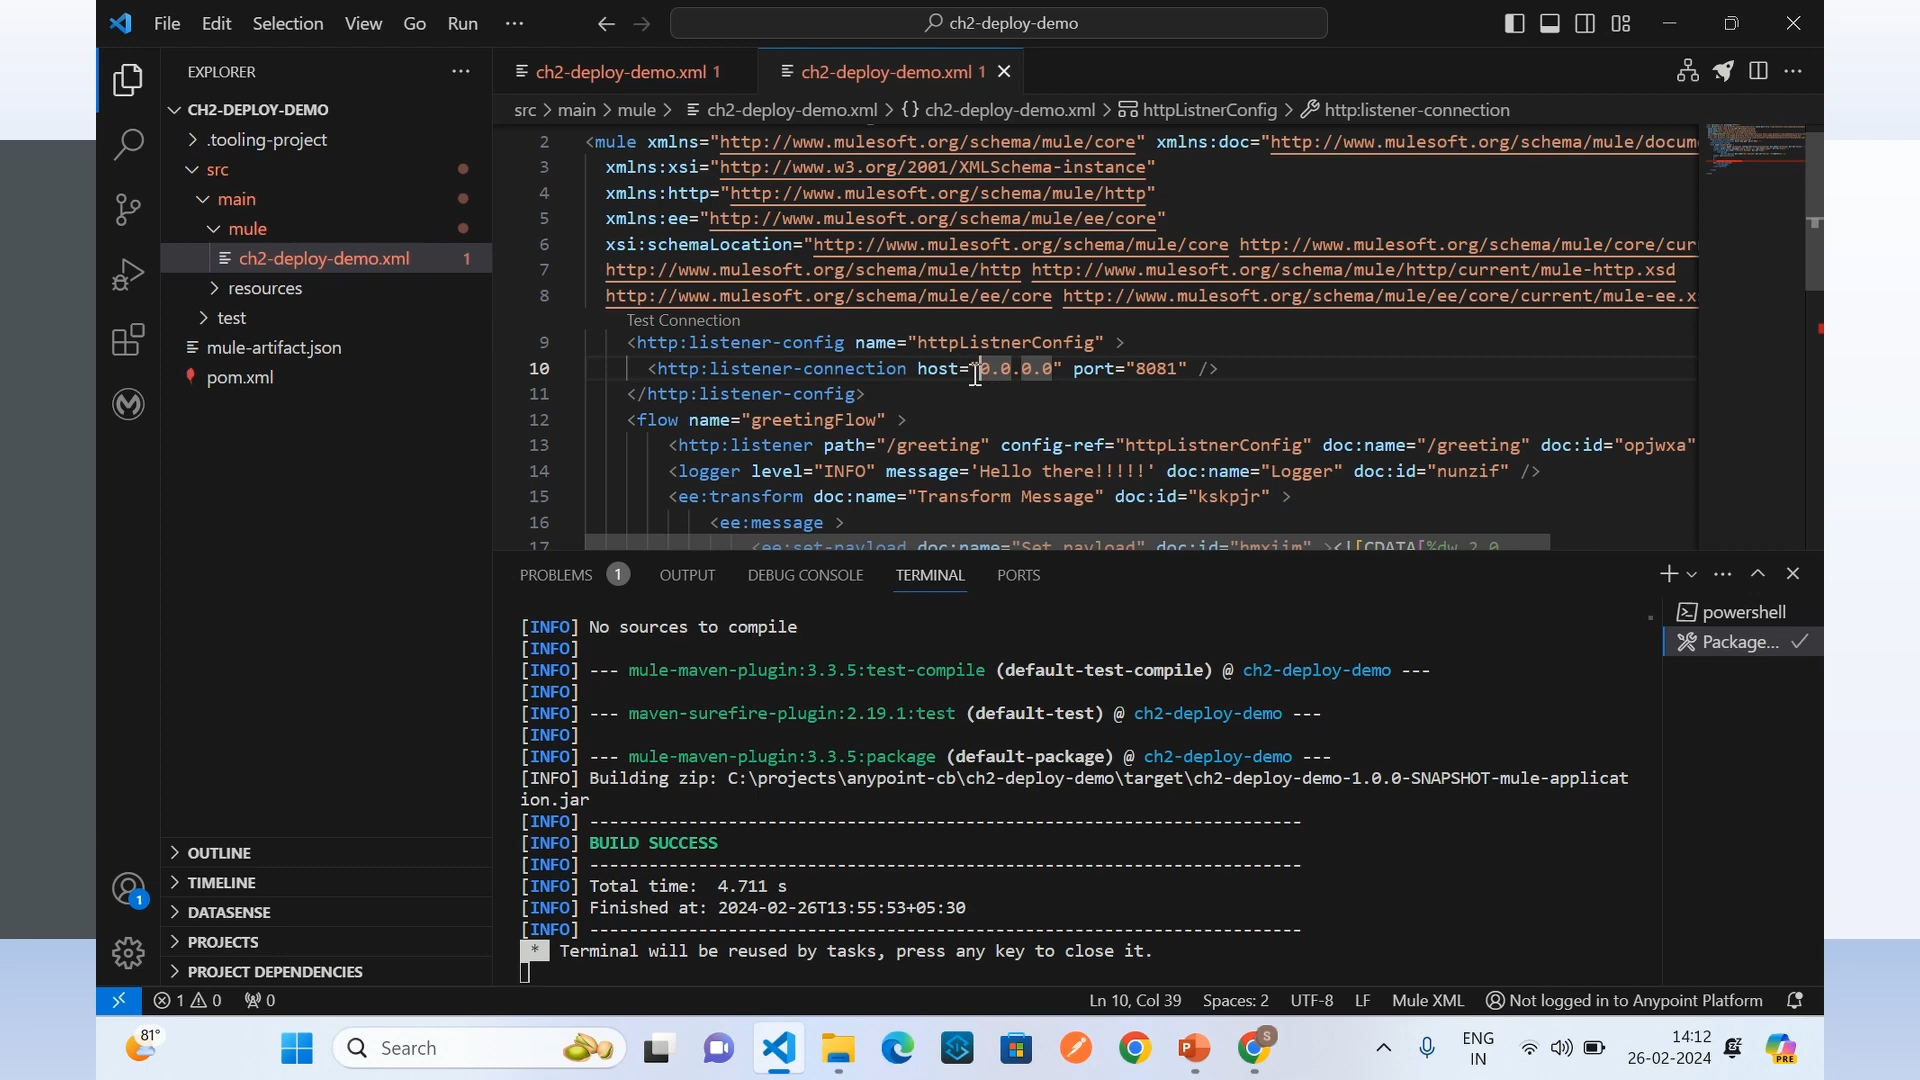 File Edit Selection View Go Run ···
ch2-deploy-demo
EXPLORER
ch2-deploy-demo.xml 1
ch2-deploy-demo.xml 1
CH2-DEPLOY-DEMO
.tooling-project
src
main
mule
ch2-deploy-demo.xml 1
resources
test
mule-artifact.json
pom.xml
OUTLINE
TIMELINE
DATASENSE
PROJECTS
PROJECT DEPENDENCIES
src > main > mule > ch2-deploy-demo.xml > {} ch2-deploy-demo.xml > httpListnerConfig > http:listener-connection
2 <mule xmlns="http://www.mulesoft.org/schema/mule/core" xmlns:doc="http://www.mulesoft.org/schema/mule/docum
3 xmlns:xsi="http://www.w3.org/2001/XMLSchema-instance"
4 xmlns:http="http://www.mulesoft.org/schema/mule/http"
5 xmlns:ee="http://www.mulesoft.org/schema/mule/ee/core"
6 xsi:schemaLocation="http://www.mulesoft.org/schema/mule/core http://www.mulesoft.org/schema/mule/core/cur
7 http://www.mulesoft.org/schema/mule/http http://www.mulesoft.org/schema/mule/http/current/mule-http.xsd
8 http://www.mulesoft.org/schema/mule/ee/core http://www.mulesoft.org/schema/mule/ee/core/current/mule-ee.x
Test Connection
9 <http:listener-config name="httpListnerConfig" >
10 <http:listener-connection host="0.0.0.0" port="8081" />
11 </http:listener-config>
12 <flow name="greetingFlow" >
13 <http:listener path="/greeting" config-ref="httpListnerConfig" doc:name="/greeting" doc:id="opjwxa"
14 <logger level="INFO" message='Hello there!!!!!' doc:name="Logger" doc:id="nunzif" />
15 <ee:transform doc:name="Transform Message" doc:id="kskpjr" >
16 <ee:message >
17 <ee:set-payload doc:name="Set payload" doc:id="hmxiim" ><![CDATA[%dw 2.0
PROBLEMS 1 OUTPUT DEBUG CONSOLE TERMINAL PORTS
powershell
Package...
[INFO] No sources to compile
[INFO]
[INFO] --- mule-maven-plugin:3.3.5:test-compile (default-test-compile) @ ch2-deploy-demo ---
[INFO]
[INFO] --- maven-surefire-plugin:2.19.1:test (default-test) @ ch2-deploy-demo ---
[INFO]
[INFO] --- mule-maven-plugin:3.3.5:package (default-package) @ ch2-deploy-demo ---
[INFO] Building zip: C:\projects\anypoint-cb\ch2-deploy-demo\target\ch2-deploy-demo-1.0.0-SNAPSHOT-mule-applicat
ion.jar
[INFO] ------------------------------------------------------------------------
[INFO] BUILD SUCCESS
[INFO] ------------------------------------------------------------------------
[INFO] Total time:  4.711 s
[INFO] Finished at: 2024-02-26T13:55:53+05:30
[INFO] ------------------------------------------------------------------------
* Terminal will be reused by tasks, press any key to close it.
1 0 0 Ln 10, Col 39 Spaces: 2 UTF-8 LF Mule XML Not logged in to Anypoint Platform
81° Search ENG 14:12
IN 26-02-2024 PRE
1
S